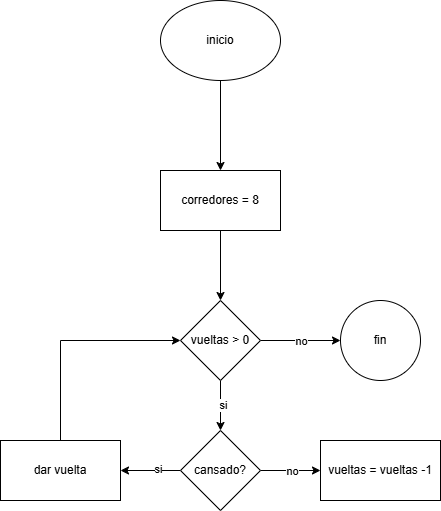 inicio
corredores = 8
vueltas > 0
no
fin
si
dar vuelta
si
cansado?
no
vueltas = vueltas -1